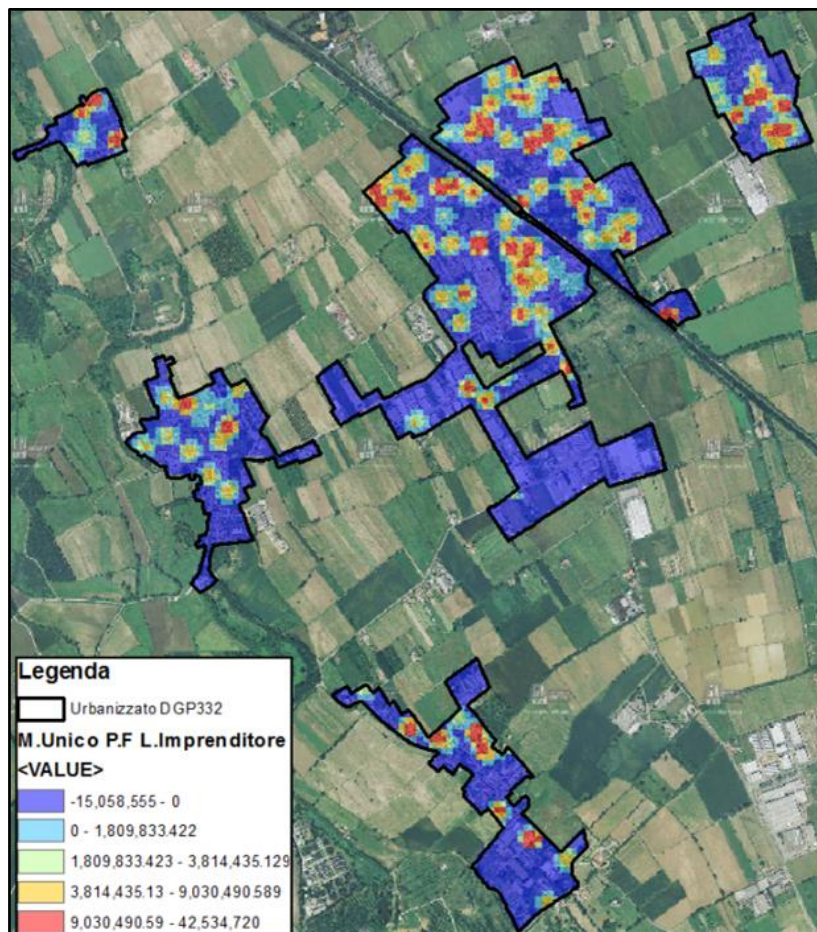 Legenda
Urbanizzato DGP332
M.Unico P.F L.Imprenditore
<VALUE>
-15,058,555 - 0
0 - 1,809,833.422
1,809,833.423 - 3,814,435.129
3,814,435.13 - 9,030,490.589
9,030,490.59 - 42,534,720